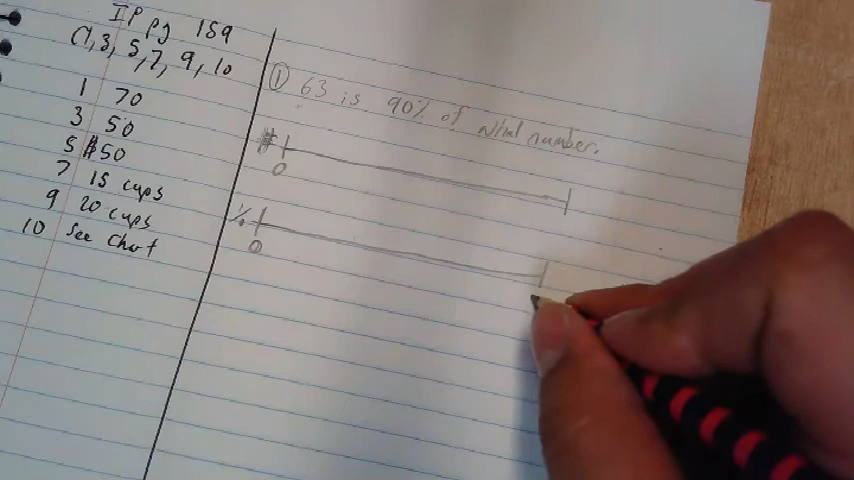 IP pg 159
(1, 3, 5, 7, 9, 10
1 70
3 50
5 $50
7 15 cups
9 20 cups
10 See Chart
① 63 is 90% of what number.
#
0
%
0